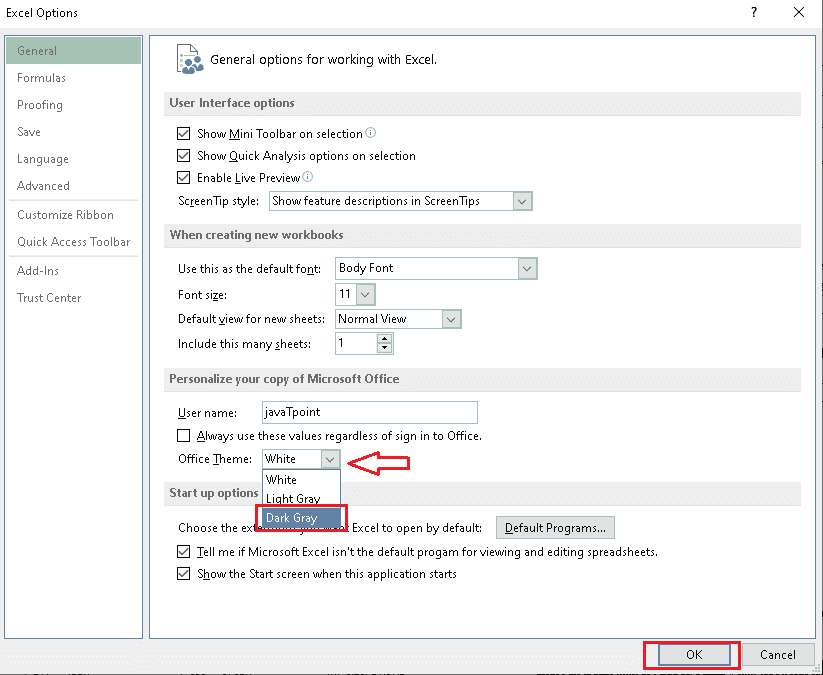 Excel Options
?
General
Formulas
Proofing
Save
Language
Advanced
Customize Ribbon
Quick Access Toolbar
Add-Ins
Trust Center
General options for working with Excel.
User Interface options
Show Mini Toolbar on selection
Show Quick Analysis options on selection
Enable Live Preview
ScreenTip style: Show feature descriptions in ScreenTips
When creating new workbooks
Use this as the default font: Body Font
Font size: 11
Default view for new sheets: Normal View
Include this many sheets: 1
Personalize your copy of Microsoft Office
User name: javaTpoint
Always use these values regardless of sign in to Office.
Office Theme: White
White
Light Gray
Dark Gray
Start up options
Choose the Excel to open by default: Default Programs...
Tell me if Microsoft Excel isn't the default progam for viewing and editing spreadsheets.
Show the Start screen when this application starts
OK Cancel